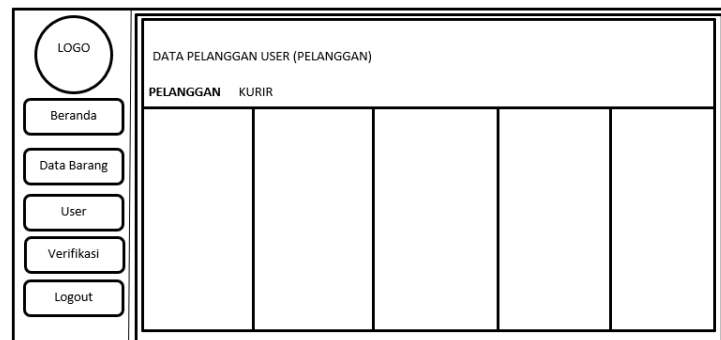 LOGO
Beranda
Data Barang
User
Verifikasi
Logout
DATA PELANGGAN USER (PELANGGAN)
PELANGGAN KURIR